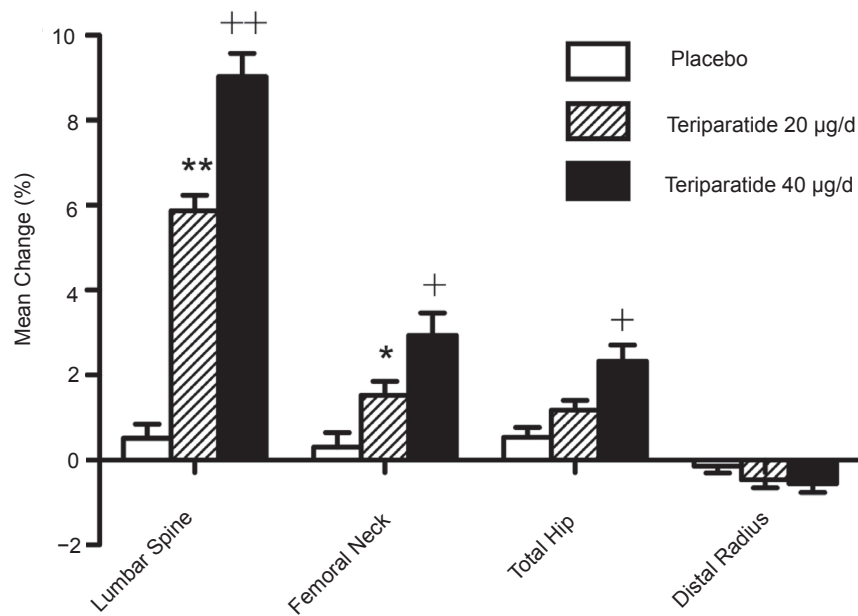 ++
10
8
6
4
2
0
−2
Mean Change (%)
**
*
+
+
Placebo
Teriparatide 20 µg/d
Teriparatide 40 µg/d
Lumbar Spine
Femoral Neck
Total Hip
Distal Radius